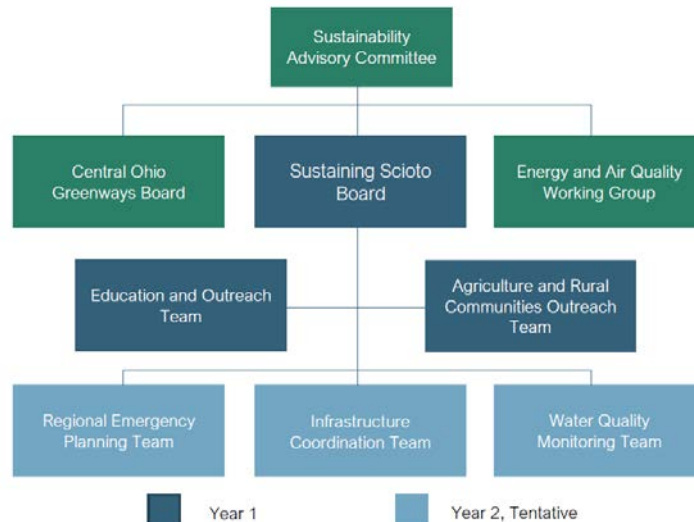 Sustainability
Advisory Committee
Central Ohio
Greenways Board
Sustaining Scioto
Board
Energy and Air Quality
Working Group
Education and Outreach
Team
Agriculture and Rural
Communities Outreach
Team
Regional Emergency
Planning Team
Infrastructure
Coordination Team
Water Quality
Monitoring Team
Year 1
Year 2, Tentative